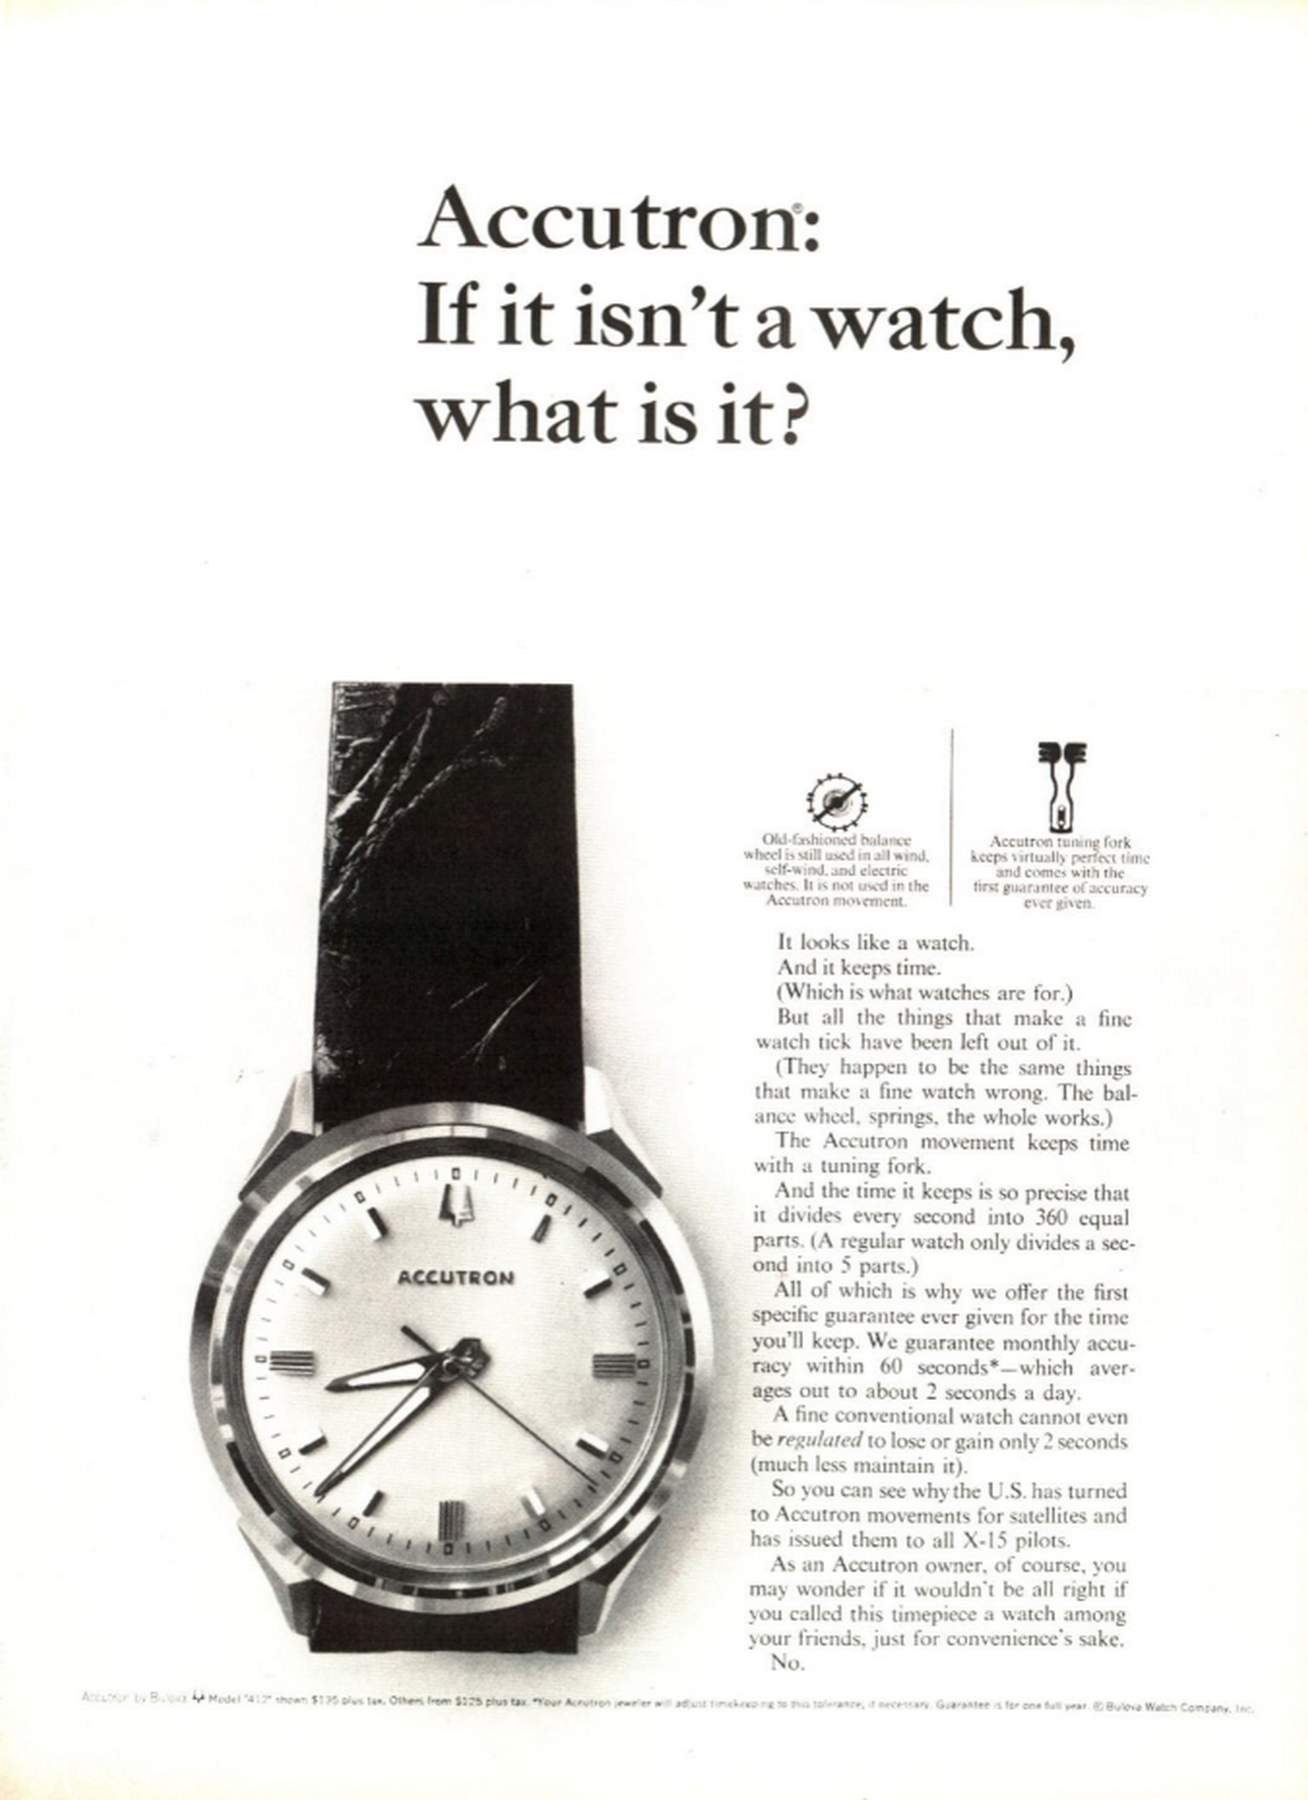 Accutron®:
If it isn't a watch,
what is it?
Old-fashioned balance
wheel is still used in all wind,
self-wind, and electric
watches. It is not used in the
Accutron movement.
Accutron tuning fork
keeps virtually perfect time
and comes with the
first guarantee of accuracy
ever given.
ACCUTRON
It looks like a watch.
And it keeps time.
(Which is what watches are for.)
But all the things that make a fine
watch tick have been left out of it.
(They happen to be the same things
that make a fine watch wrong. The bal-
ance wheel, springs, the whole works.)
The Accutron movement keeps time
with a tuning fork.
And the time it keeps is so precise that
it divides every second into 360 equal
parts. (A regular watch only divides a sec-
ond into 5 parts.)
All of which is why we offer the first
specific guarantee ever given for the time
you'll keep. We guarantee monthly accu-
racy within 60 seconds*—which aver-
ages out to about 2 seconds a day.
A fine conventional watch cannot even
be regulated to lose or gain only 2 seconds
(much less maintain it).
So you can see why the U.S. has turned
to Accutron movements for satellites and
has issued them to all X-15 pilots.
As an Accutron owner, of course, you
may wonder if it wouldn't be all right if
you called this timepiece a watch among
your friends, just for convenience's sake.
No.
Accutron by Bulova Model "412" shown $135 plus tax. Others from $125 plus tax. *Your Accutron jeweler will adjust timekeeping to this tolerance, if necessary. Guarantee is for one full year. © Bulova Watch Company, Inc.